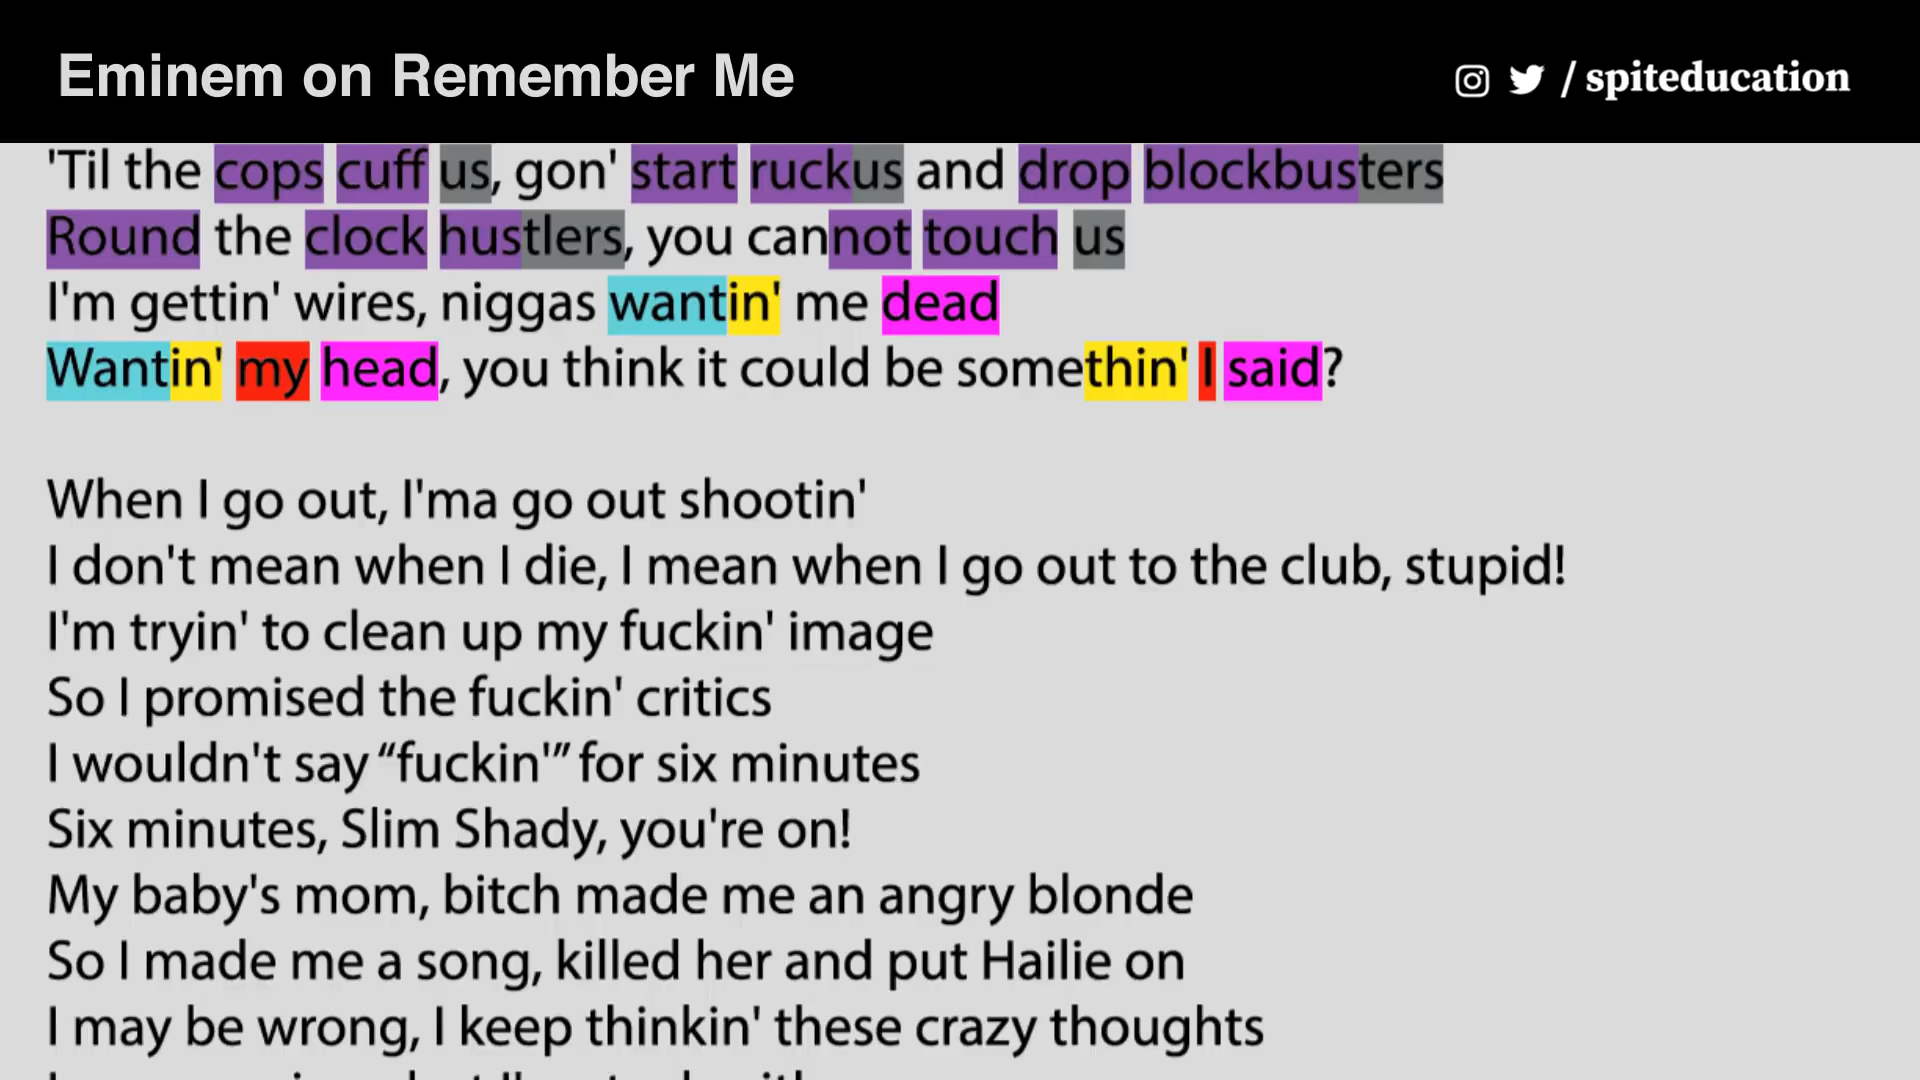 Eminem on Remember Me
/ spiteducation
'Til the cops cuff us, gon' start ruckus and drop blockbusters
Round the clock hustlers, you cannot touch us
I'm gettin' wires, niggas wantin' me dead
Wantin' my head, you think it could be somethin' I said?
When I go out, I'ma go out shootin'
I don't mean when I die, I mean when I go out to the club, stupid!
I'm tryin' to clean up my fuckin' image
So I promised the fuckin' critics
I wouldn't say “fuckin'” for six minutes
Six minutes, Slim Shady, you're on!
My baby's mom, bitch made me an angry blonde
So I made me a song, killed her and put Hailie on
I may be wrong, I keep thinkin' these crazy thoughts